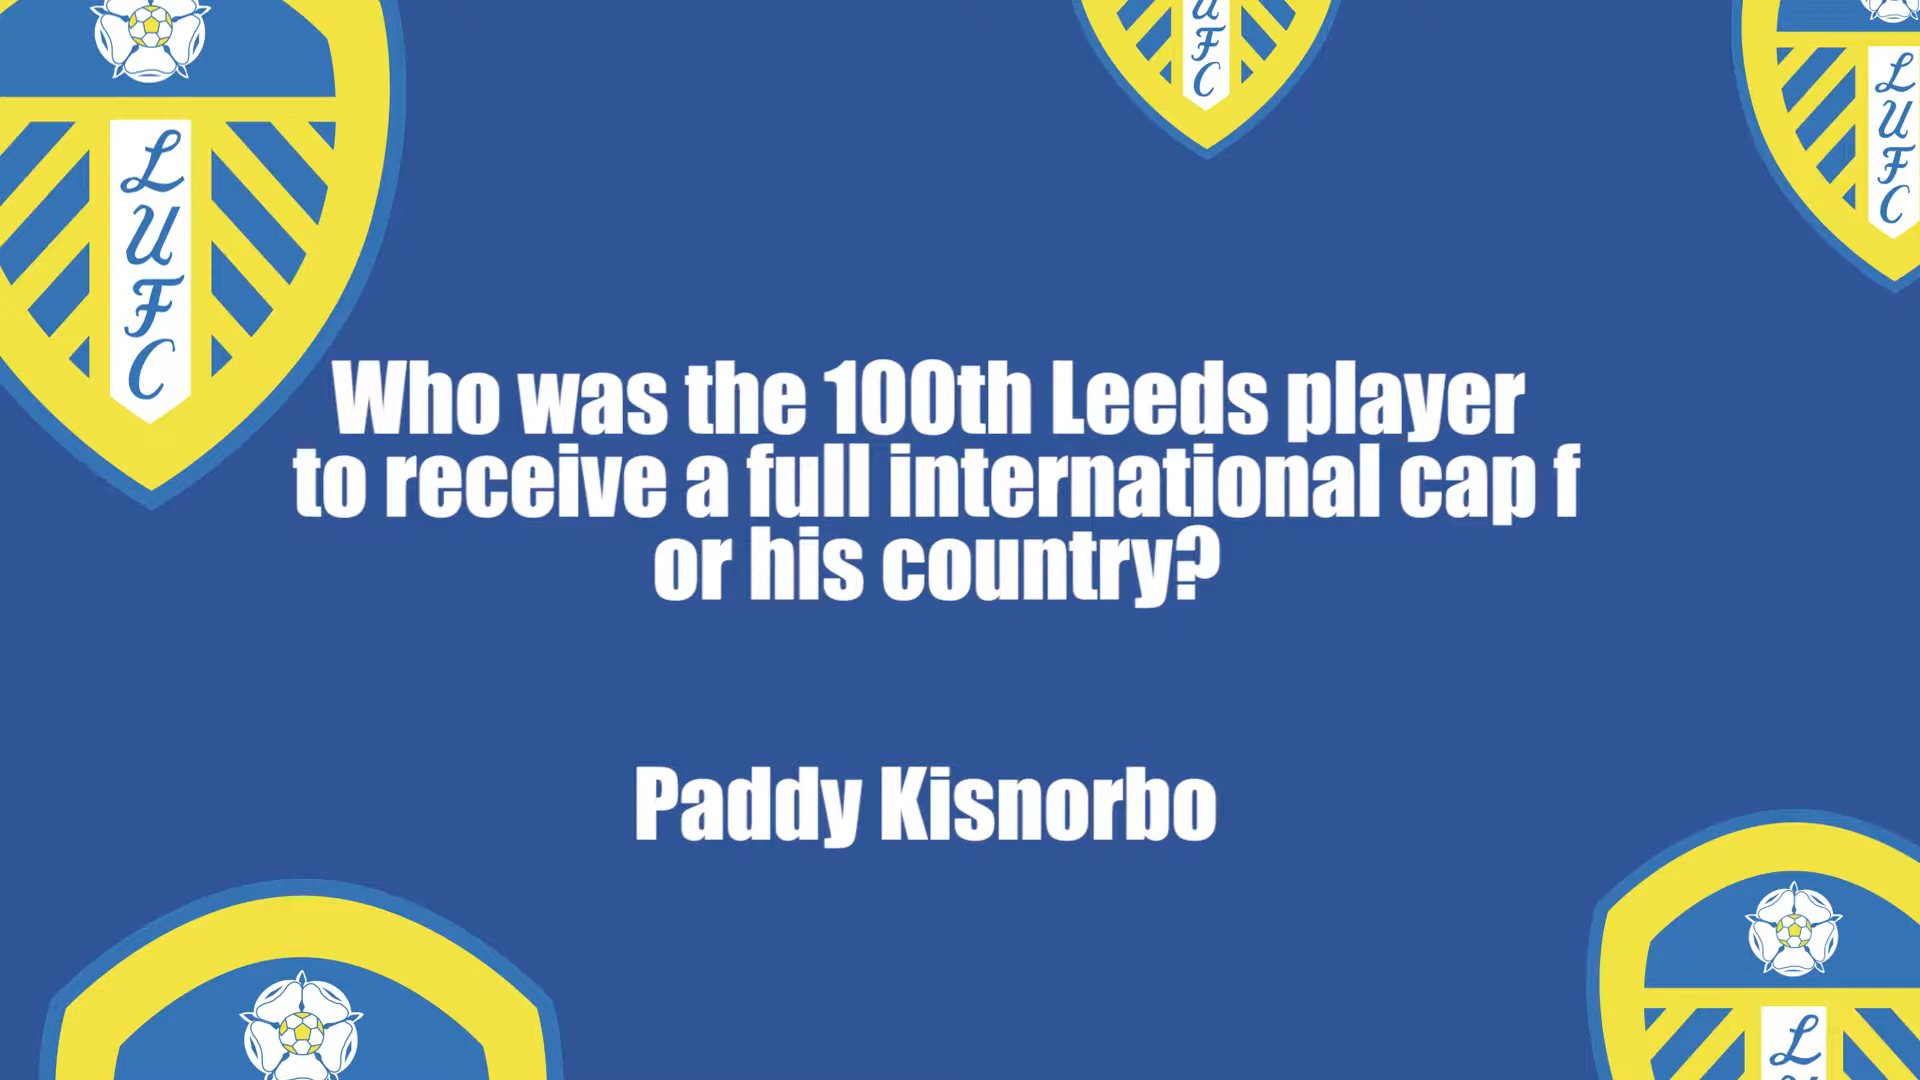 L
U
F
C
U
F
C
L
U
F
C
Who was the 100th Leeds player
to receive a full international cap f
or his country?
Paddy Kisnorbo
L